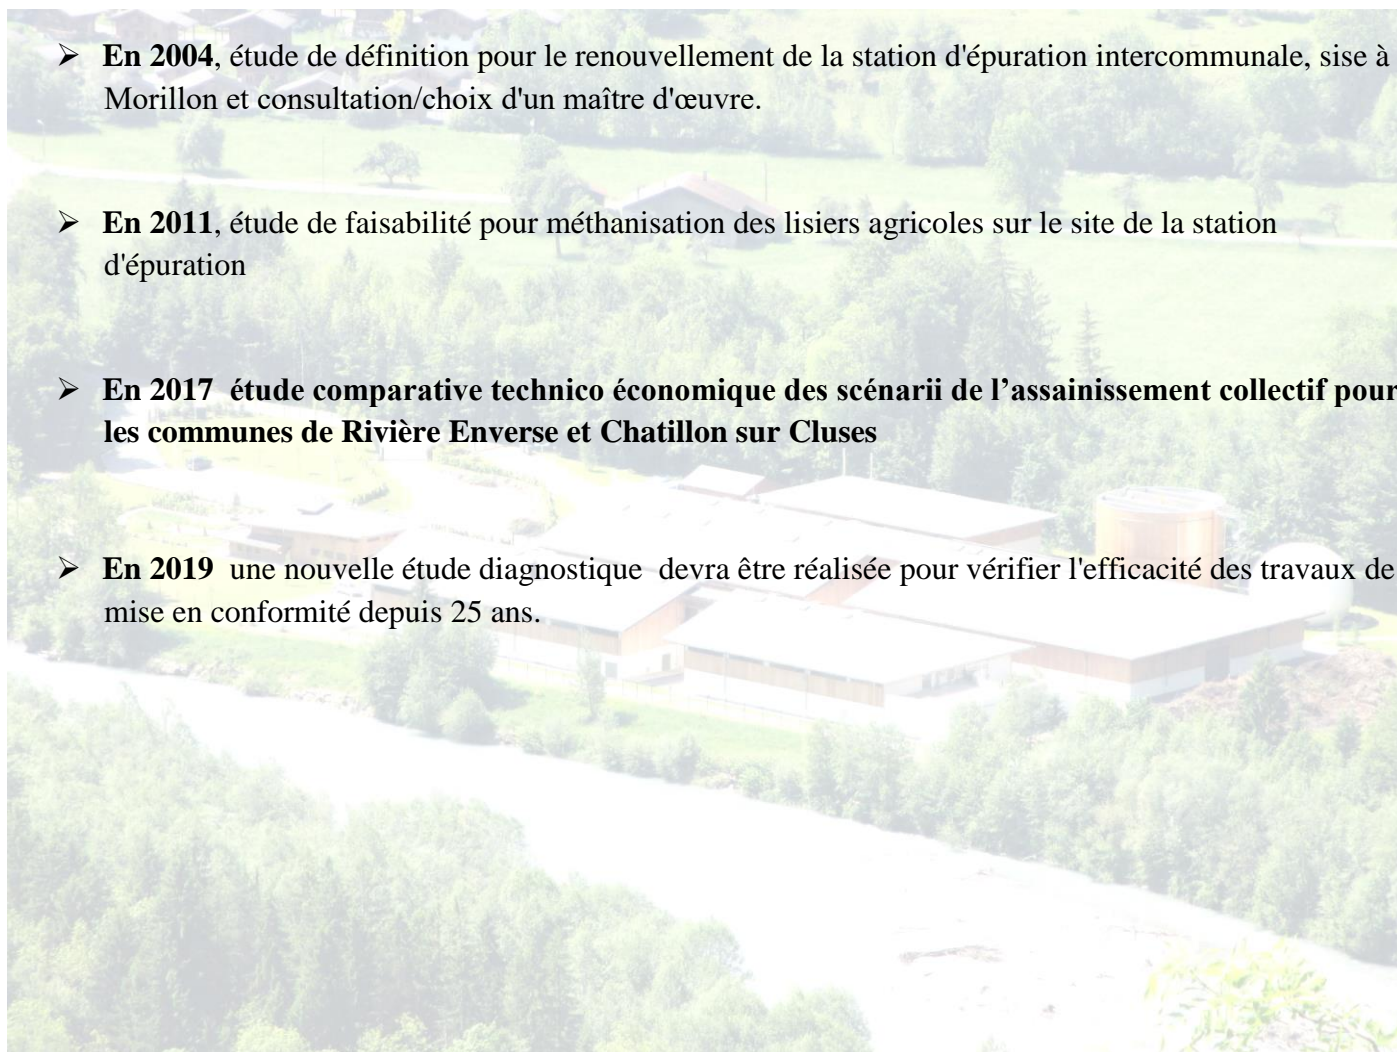 ➢ En 2004, étude de définition pour le renouvellement de la station d'épuration intercommunale, sise à
Morillon et consultation/choix d'un maître d'œuvre.
➢ En 2011, étude de faisabilité pour méthanisation des lisiers agricoles sur le site de la station
d'épuration
➢ En 2017 étude comparative technico économique des scénarii de l’assainissement collectif pour
les communes de Rivière Enverse et Chatillon sur Cluses
➢ En 2019 une nouvelle étude diagnostique devra être réalisée pour vérifier l'efficacité des travaux de
mise en conformité depuis 25 ans.